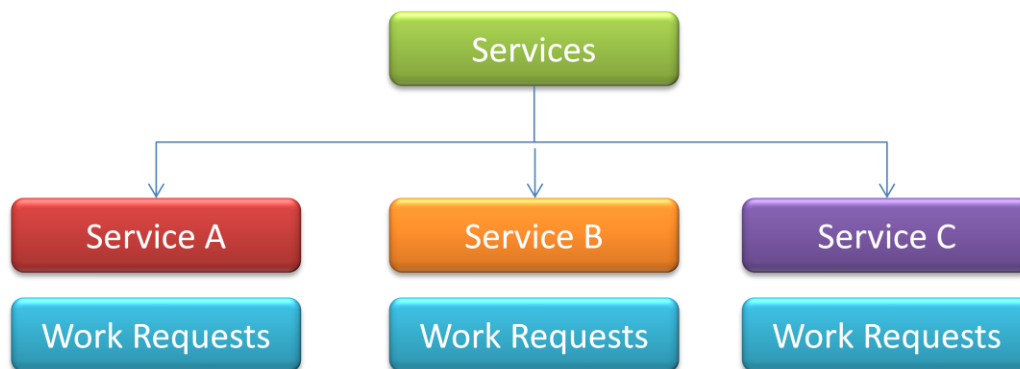 Services
Service A
Service B
Service C
Work Requests
Work Requests
Work Requests